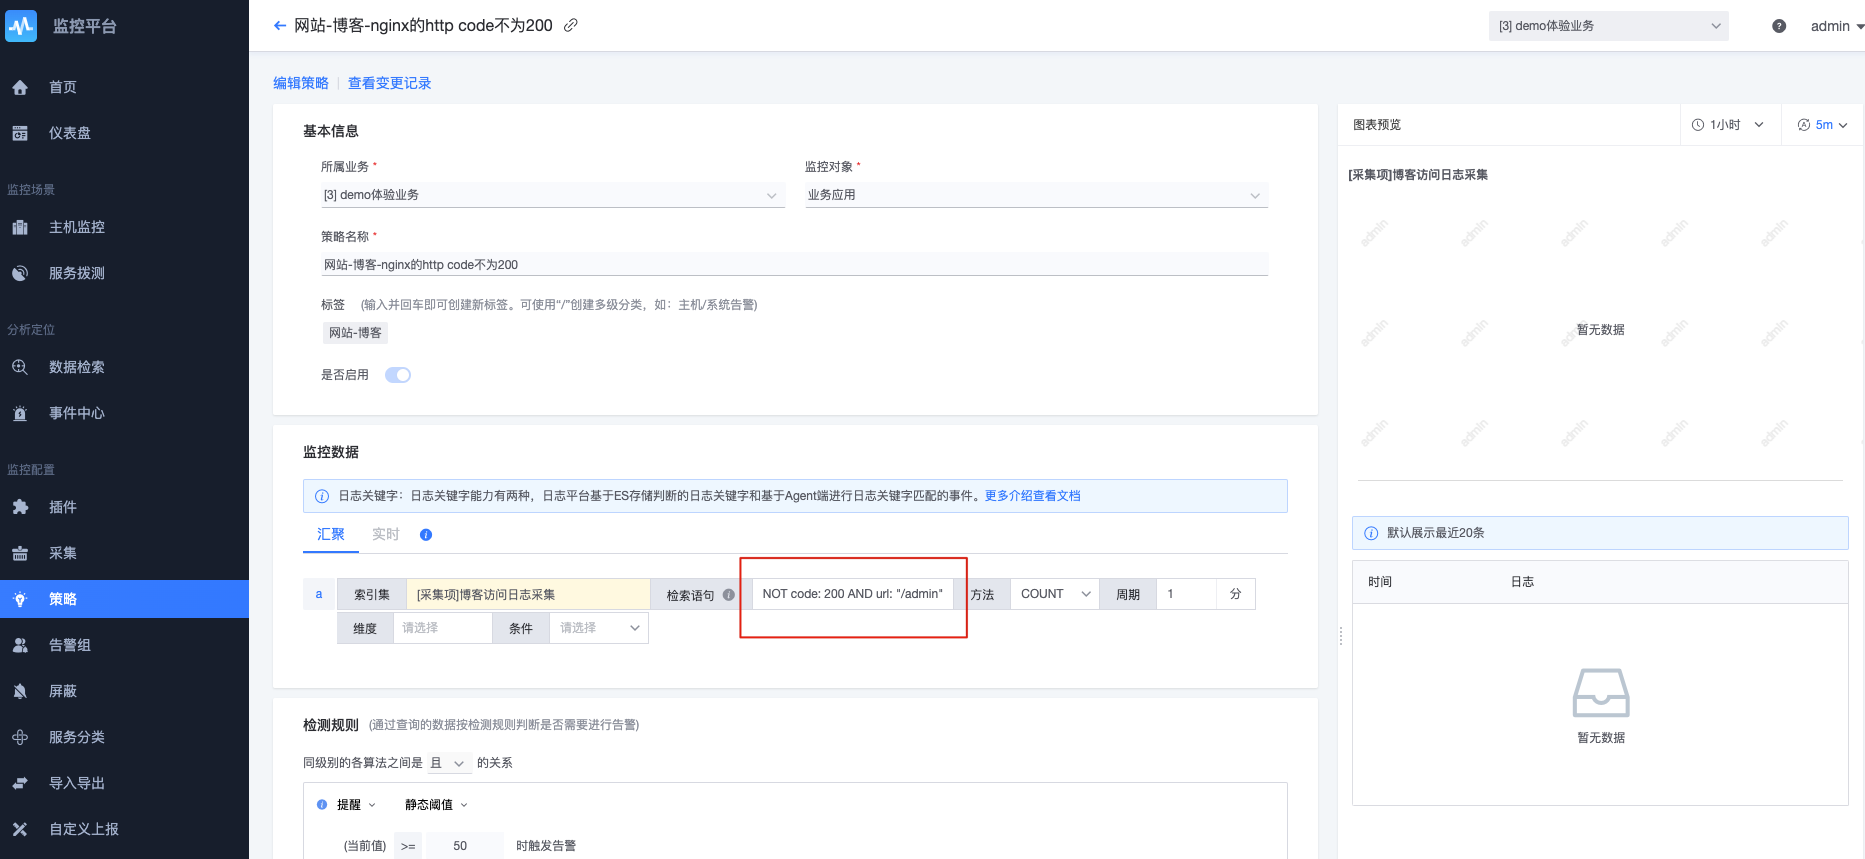 监控平台
首页
仪表盘
监控场景
主机监控
服务拨测
分析定位
数据检索
事件中心
监控配置
插件
采集
策略
告警组
屏蔽
服务分类
导入导出
自定义上报
网站-博客-nginx的http code不为200
[3] demo体验业务
admin
编辑策略 | 查看变更记录
基本信息
所属业务 * 监控对象 *
[3] demo体验业务 业务应用
策略名称 *
网站-博客-nginx的http code不为200
标签 (输入并回车即可创建新标签。可使用“/”创建多级分类，如：主机/系统告警)
网站-博客
是否启用
监控数据
日志关键字：日志关键字能力有两种，日志平台基于ES存储判断的日志关键字和基于Agent端进行日志关键字匹配的事件。更多介绍查看文档
汇聚 实时
a 索引集 [采集项]博客访问日志采集 检索语句 NOT code: 200 AND url: "/admin" 方法 COUNT 周期 1 分
维度 请选择 条件 请选择
检测规则 (通过查询的数据按检测规则判断是否需要进行告警)
同级别的各算法之间是 且 的关系
提醒 静态阈值
(当前值) >= 50 时触发告警
图表预览 1小时 5m
[采集项]博客访问日志采集
admin admin admin admin admin
admin admin admin admin admin
暂无数据
admin admin admin admin admin
默认展示最近20条
时间 日志
暂无数据